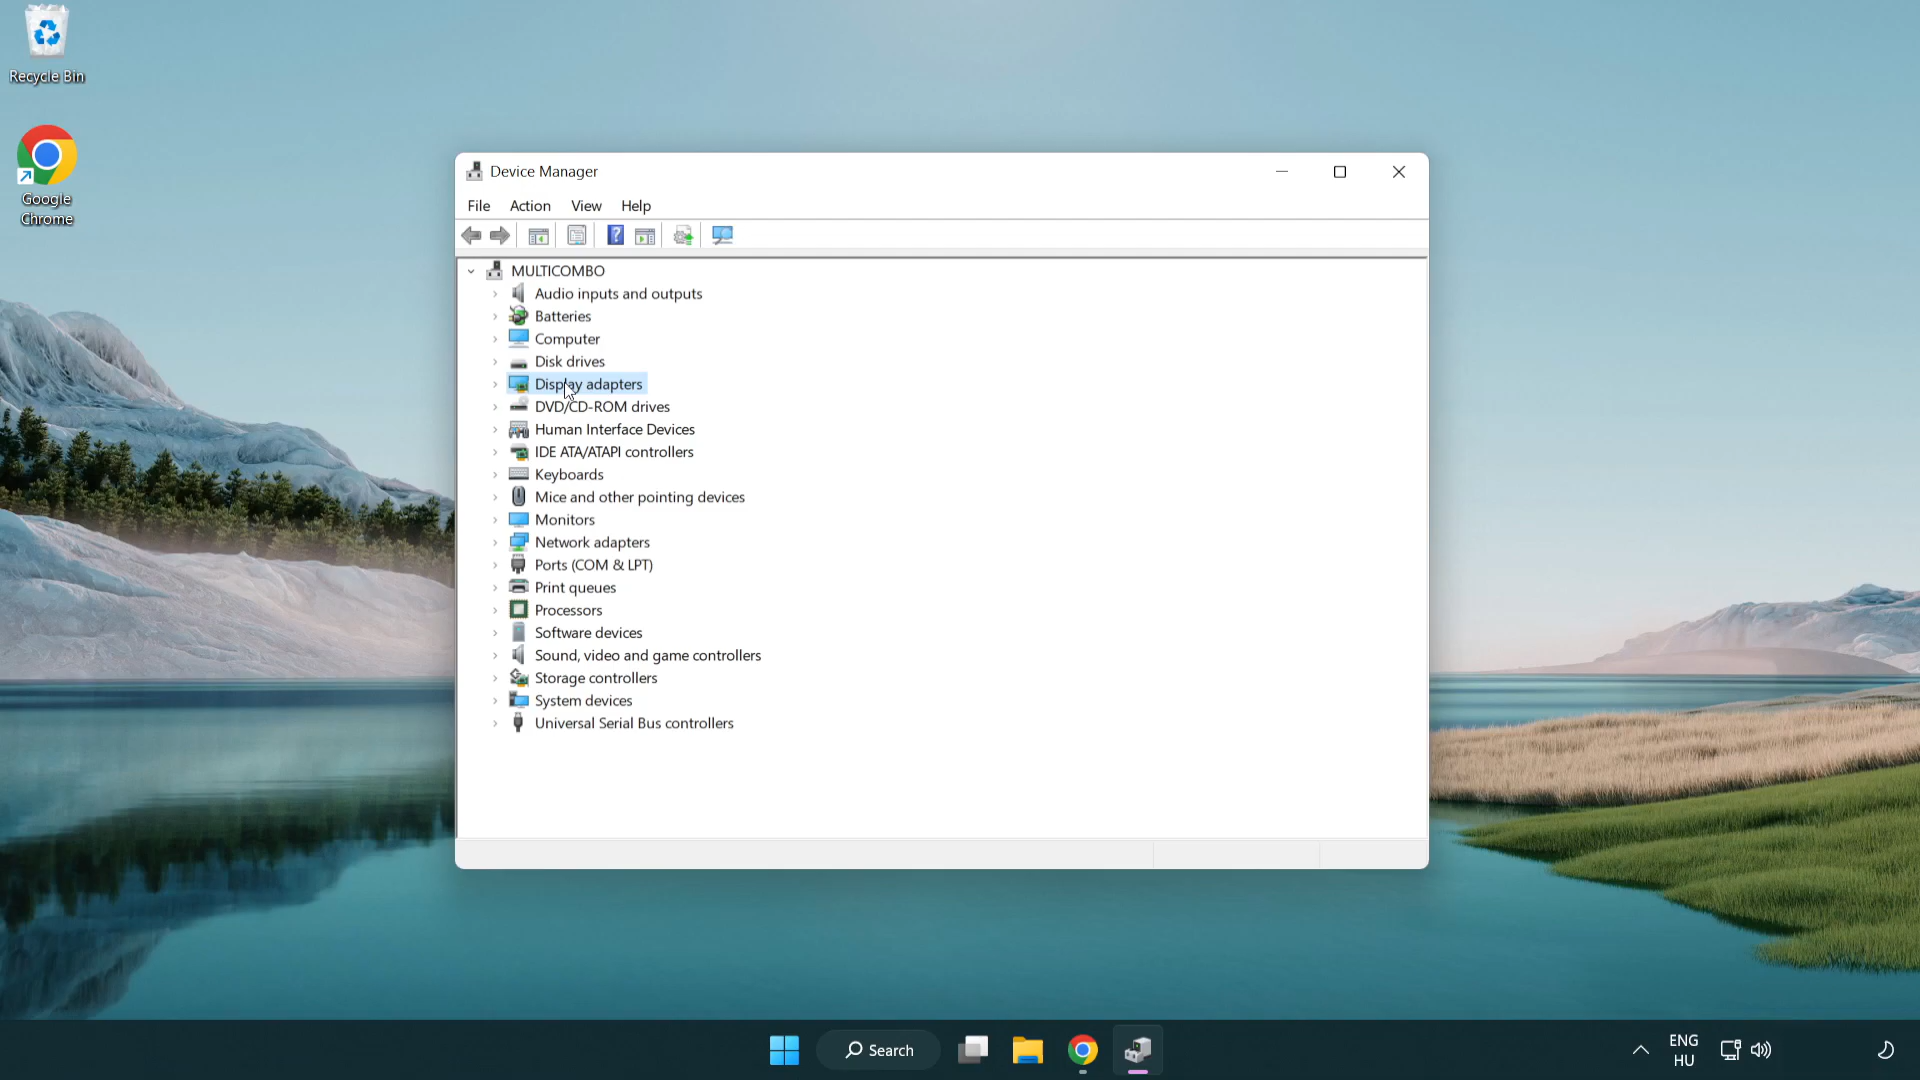 Recycle Bin
Google
Chrome
Device Manager
File Action View Help
MULTICOMBO
Audio inputs and outputs
Batteries
Computer
Disk drives
Display adapters
DVD/CD-ROM drives
Human Interface Devices
IDE ATA/ATAPI controllers
Keyboards
Mice and other pointing devices
Monitors
Network adapters
Ports (COM & LPT)
Print queues
Processors
Software devices
Sound, video and game controllers
Storage controllers
System devices
Universal Serial Bus controllers
Search
ENG
HU